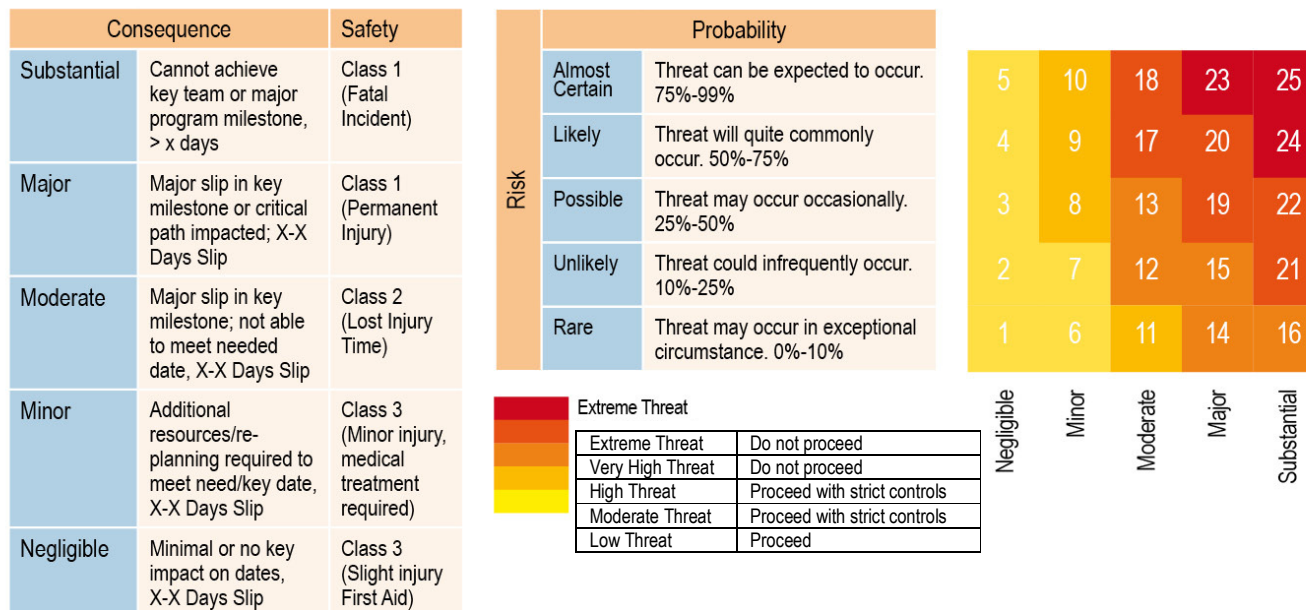 Consequence Safety
Substantial Cannot achieve Class 1
key team or major (Fatal
program milestone, Incident)
> x days
Major Major slip in key Class 1
milestone or critical (Permanent
path impacted; X-X Injury)
Days Slip
Moderate Major slip in key Class 2
milestone; not able (Lost Injury
to meet needed Time)
date, X-X Days Slip
Minor Additional Class 3
resources/re- (Minor injury,
planning required to medical
meet need/key date, treatment
X-X Days Slip required)
Negligible Minimal or no key Class 3
impact on dates, (Slight injury
X-X Days Slip First Aid)
Risk
Probability
Almost Threat can be expected to occur.
Certain 75%-99%
Likely Threat will quite commonly
occur. 50%-75%
Possible Threat may occur occasionally.
25%-50%
Unlikely Threat could infrequently occur.
10%-25%
Rare Threat may occur in exceptional
circumstance. 0%-10%
Extreme Threat
Extreme Threat Do not proceed
Very High Threat Do not proceed
High Threat Proceed with strict controls
Moderate Threat Proceed with strict controls
Low Threat Proceed
5 10 18 23 25
4 9 17 20 24
3 8 13 19 22
2 7 12 15 21
1 6 11 14 16
Negligible
Minor
Moderate
Major
Substantial